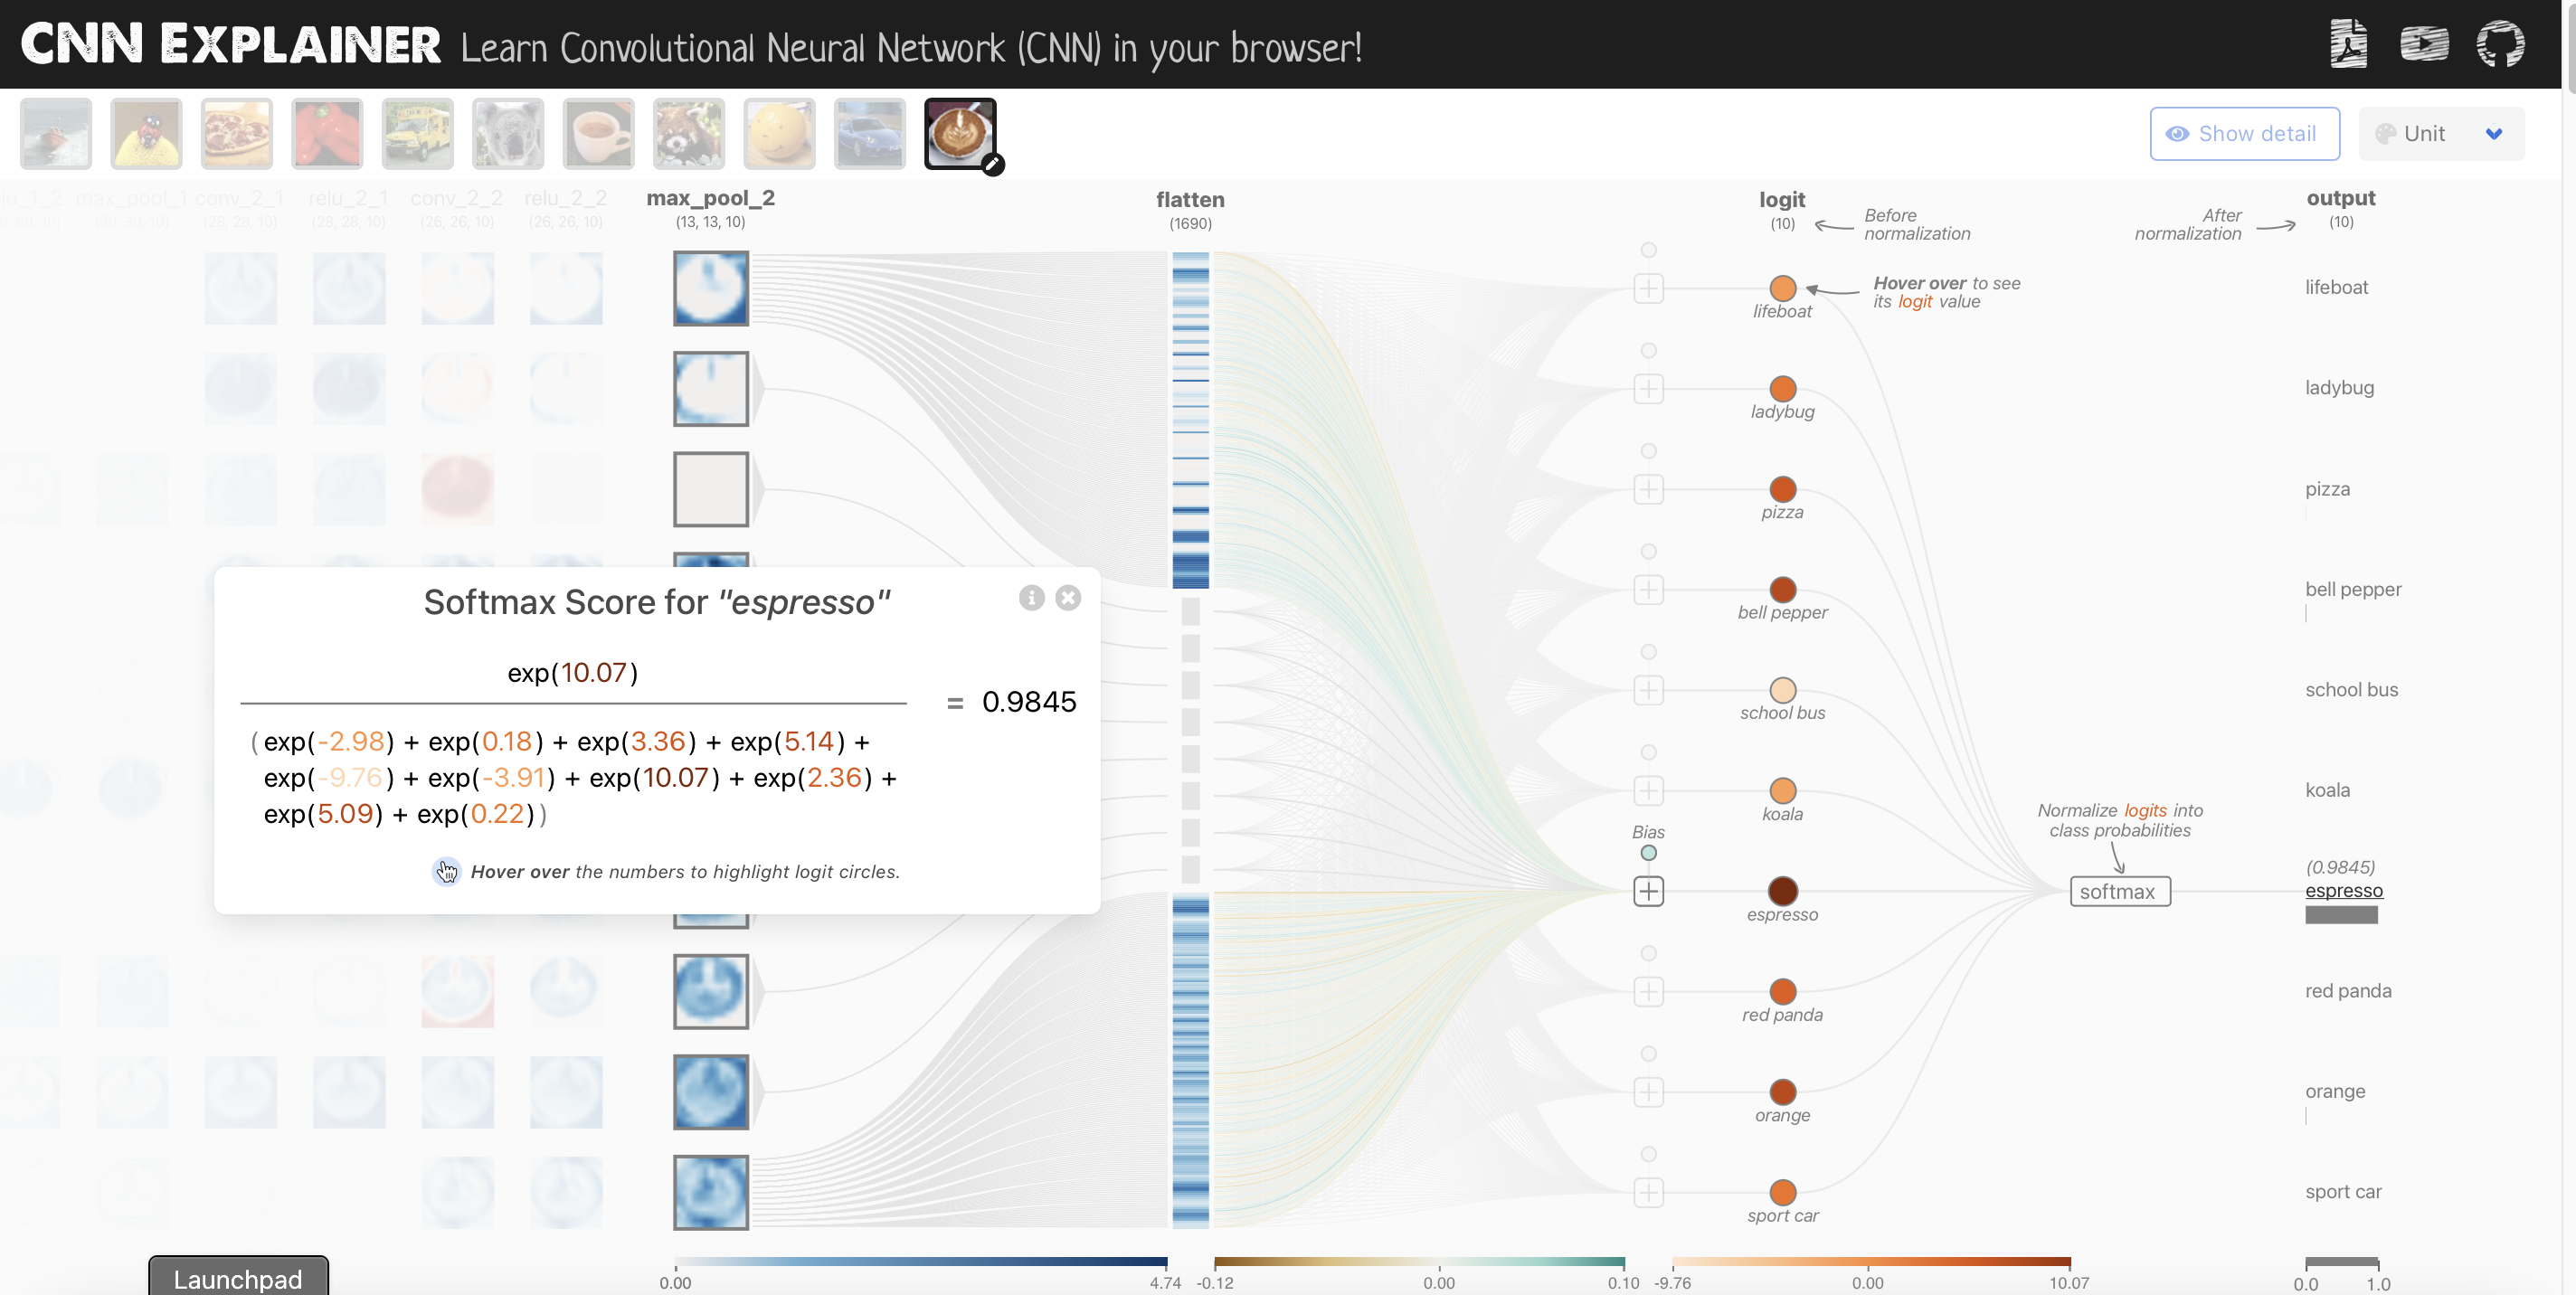 CNN EXPLAINER Learn Convolutional Neural Network (CNN) in your browser!
Show detail
Unit
max_pool_1 conv_2_1 relu_2_1 conv_2_2 relu_2_2 max_pool_2 flatten logit output
(28, 28, 10) (28, 28, 10) (26, 26, 10) (26, 26, 10) (13, 13, 10) (1690) (10) (10)
Before
normalization
After
normalization
Hover over to see
its logit value
lifeboat
lifeboat
ladybug
ladybug
pizza
pizza
bell pepper
bell pepper
school bus
school bus
koala
koala
Softmax Score for "espresso"
exp(10.07)
= 0.9845
( exp(-2.98) + exp(0.18) + exp(3.36) + exp(5.14) +
exp(-9.76) + exp(-3.91) + exp(10.07) + exp(2.36) +
exp(5.09) + exp(0.22) )
Hover over the numbers to highlight logit circles.
Bias
Normalize logits into
class probabilities
softmax
(0.9845)
espresso
espresso
red panda
red panda
orange
orange
sport car
sport car
Launchpad
0.00 4.74 -0.12 0.00 0.10 -9.76 0.00 10.07 0.0 1.0